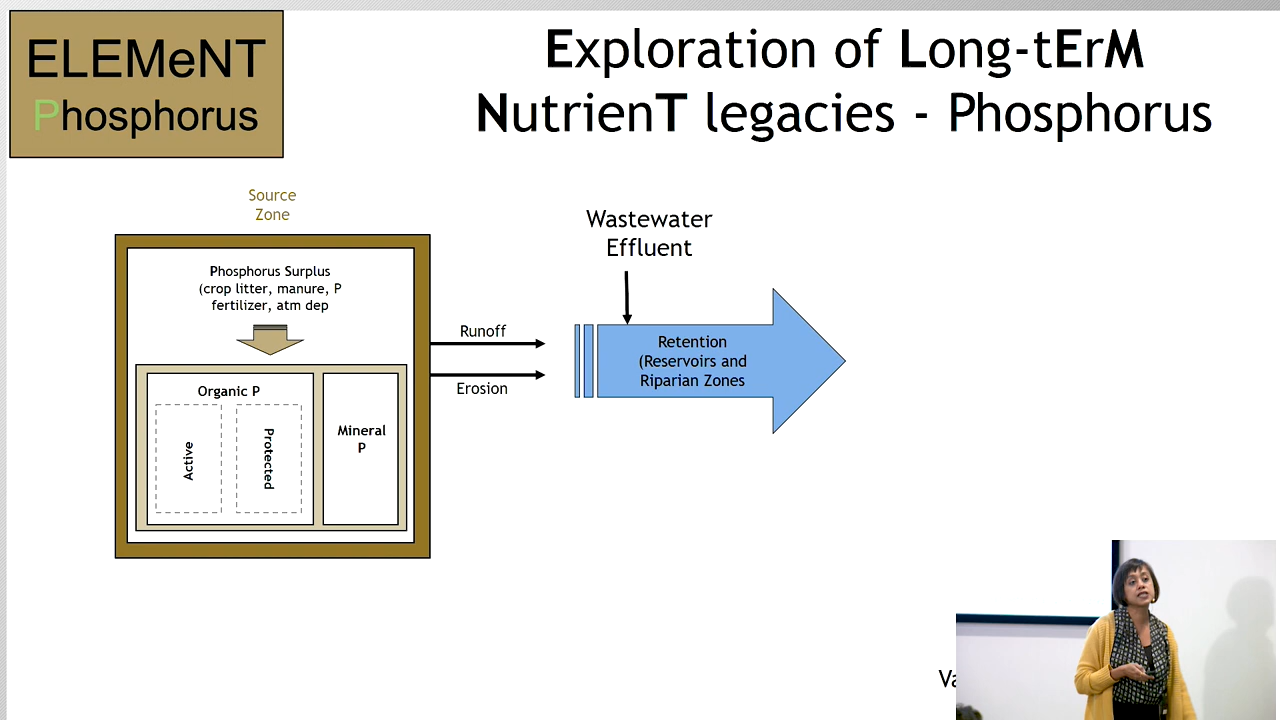 ELEMeNT
Phosphorus
Exploration of Long-tErM
NutrienT legacies - Phosphorus
Source
Zone
Phosphorus Surplus
(crop litter, manure, P
fertilizer, atm dep
Organic P
Active
Protected
Mineral
P
Runoff
Erosion
Wastewater
Effluent
Retention
(Reservoirs and
Riparian Zones